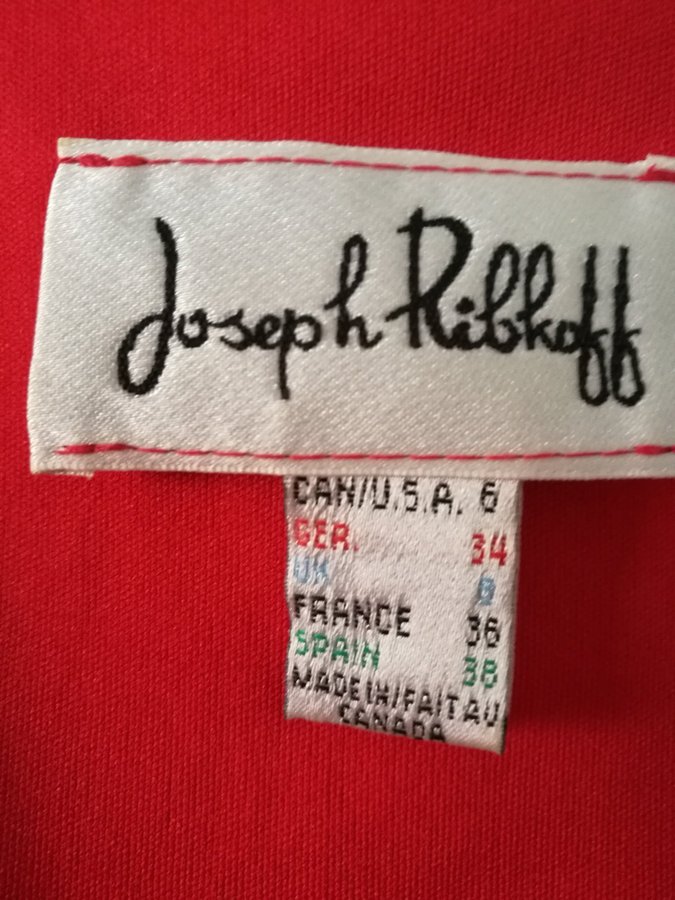 Joseph Ribkoff
CAN/U.S.A. 6
GER. 34
UK 8
FRANCE 36
SPAIN 38
MADE IN/FAIT AU
CANADA